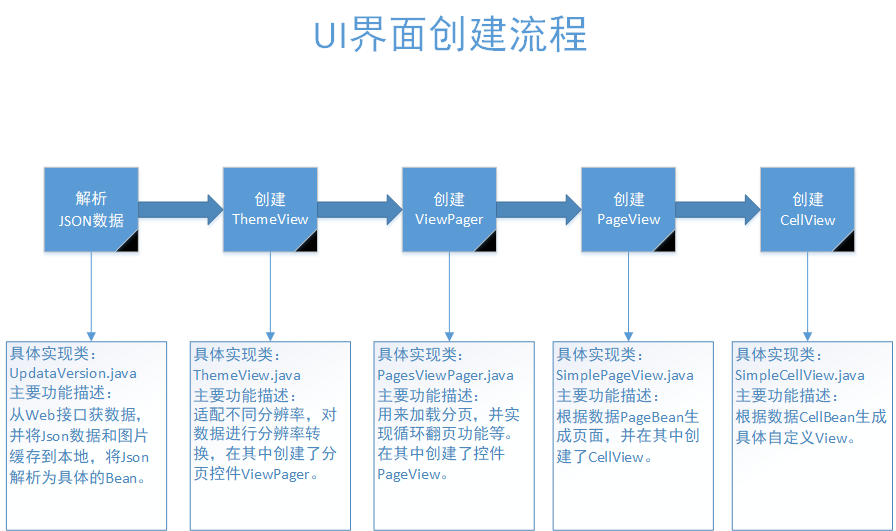 UI界面创建流程
解析
JSON数据
创建
ThemeView
创建
ViewPager
创建
PageView
创建
CellView
具体实现类：
UpdataVersion.java
主要功能描述：
从Web接口获数据，
并将Json数据和图片
缓存到本地，将Json
解析为具体的Bean。
具体实现类：
ThemeView.java
主要功能描述：
适配不同分辨率，对
数据进行分辨率转
换，在其中创建了分
页控件ViewPager。
具体实现类：
PagesViewPager.java
主要功能描述：
用来加载分页，并实
现循环翻页功能等。
在其中创建了控件
PageView。
具体实现类：
SimplePageView.java
主要功能描述：
根据数据PageBean生
成页面，并在其中创
建了CellView。
具体实现类：
SimpleCellView.java
主要功能描述：
根据数据CellBean生成
具体自定义View。